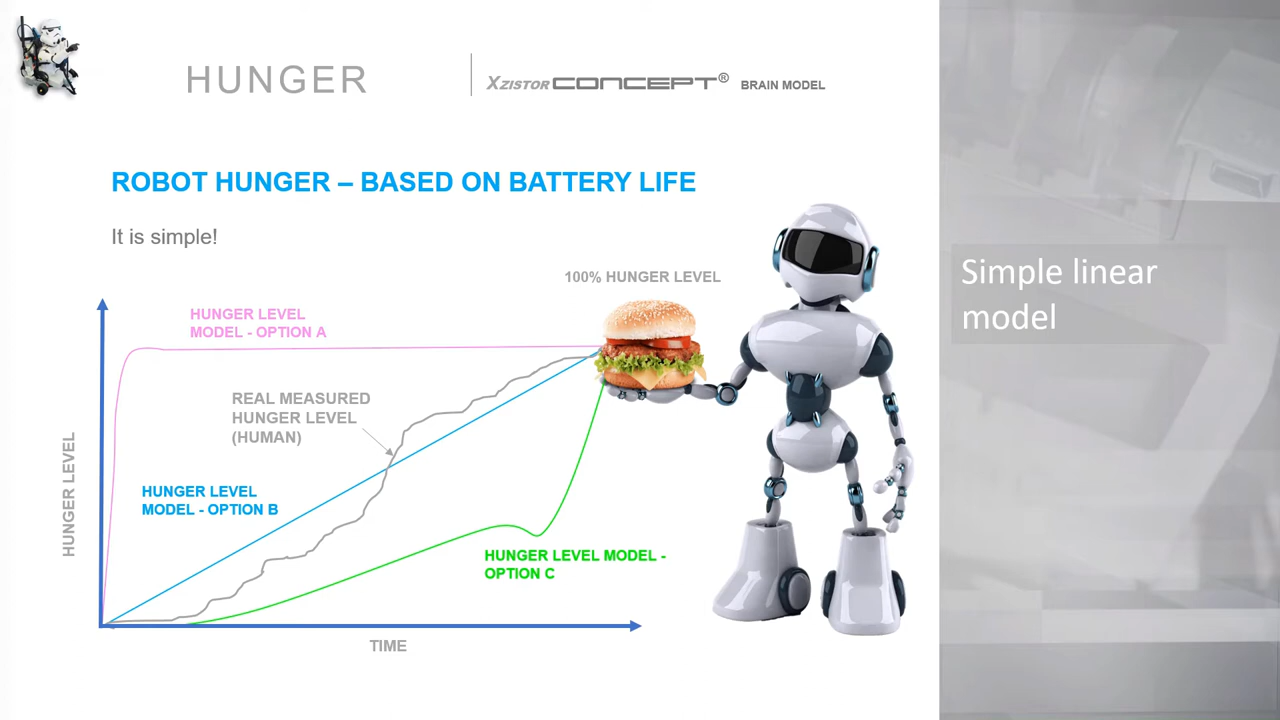 HUNGER
XZISTOR CONCEPT® BRAIN MODEL
ROBOT HUNGER – BASED ON BATTERY LIFE
It is simple!
100% HUNGER LEVEL
HUNGER LEVEL
MODEL - OPTION A
REAL MEASURED
HUNGER LEVEL
(HUMAN)
HUNGER LEVEL
MODEL - OPTION B
HUNGER LEVEL MODEL -
OPTION C
HUNGER LEVEL
TIME
Simple linear
model